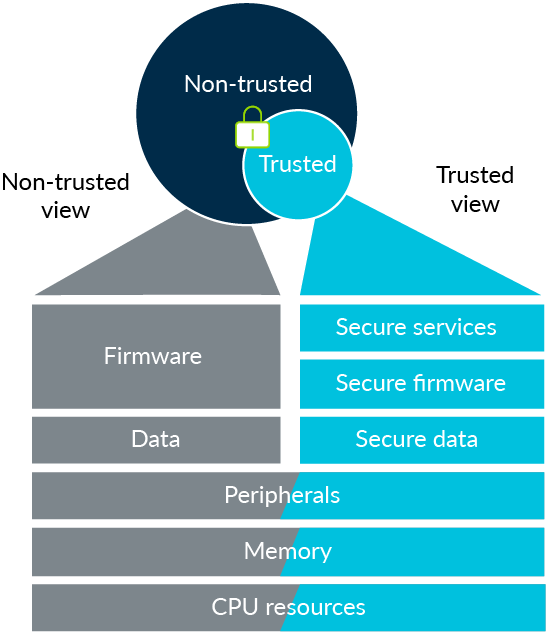 Non-trusted
Trusted
Non-trusted
view
Trusted
view
Firmware
Secure services
Secure firmware
Data
Secure data
Peripherals
Memory
CPU resources